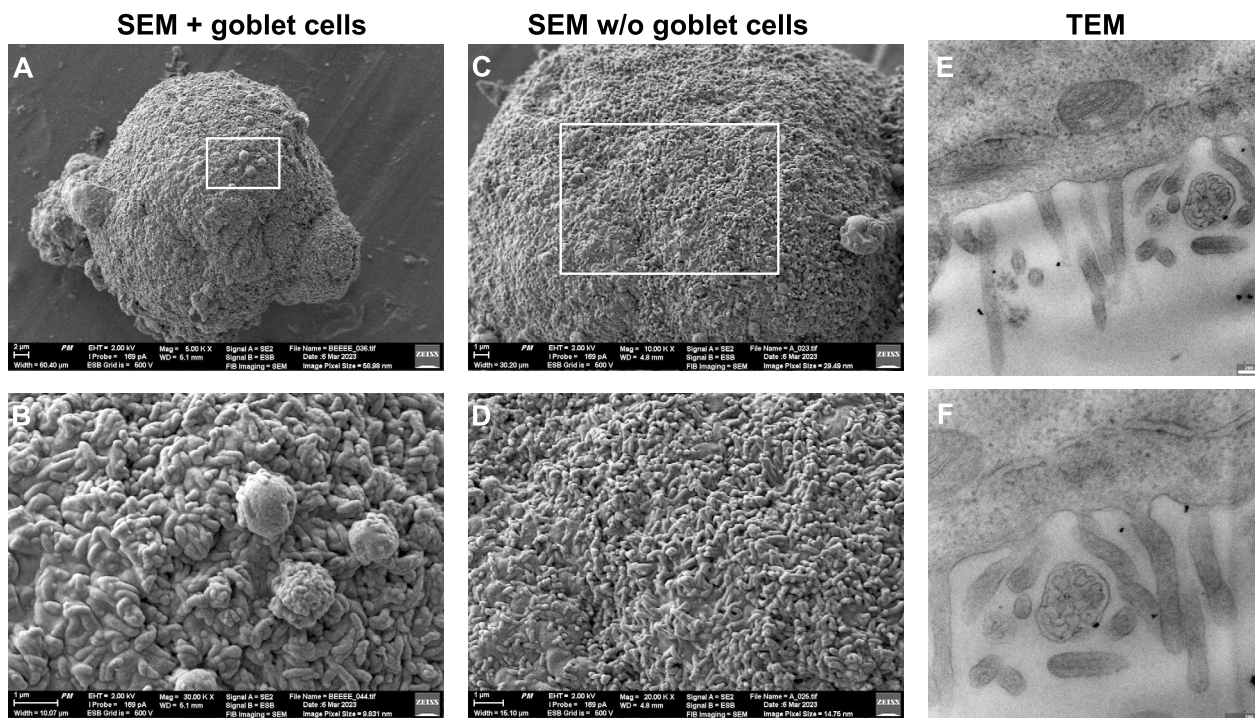 SEM + goblet cells
SEM w/o goblet cells
TEM
A
2 µm
PM
EHT = 2.00 kV
Mag = 5.00 K X
Signal A = SE2
File Name = BEEEE_036.tif
I Probe = 169 pA
WD = 5.1 mm
Signal B = ESB
Date :6 Mar 2023
Width = 60.40 µm
ESB Grid is = 500 V
FIB Imaging = SEM
Image Pixel Size = 58.98 nm
ZEISS
C
1 µm
PM
EHT = 2.00 kV
Mag = 10.00 K X
Signal A = SE2
File Name = A_023.tif
I Probe = 169 pA
WD = 4.8 mm
Signal B = ESB
Date :6 Mar 2023
Width = 30.20 µm
ESB Grid is = 500 V
FIB Imaging = SEM
Image Pixel Size = 29.49 nm
ZEISS
E
B
1 µm
PM
EHT = 2.00 kV
Mag = 30.00 K X
Signal A = SE2
File Name = BEEEE_044.tif
I Probe = 169 pA
WD = 5.1 mm
Signal B = ESB
Date :6 Mar 2023
Width = 10.07 µm
ESB Grid is = 500 V
FIB Imaging = SEM
Image Pixel Size = 9.831 nm
ZEISS
D
1 µm
PM
EHT = 2.00 kV
Mag = 20.00 K X
Signal A = SE2
File Name = A_025.tif
I Probe = 169 pA
WD = 4.8 mm
Signal B = ESB
Date :6 Mar 2023
Width = 15.10 µm
ESB Grid is = 500 V
FIB Imaging = SEM
Image Pixel Size = 14.75 nm
ZEISS
F